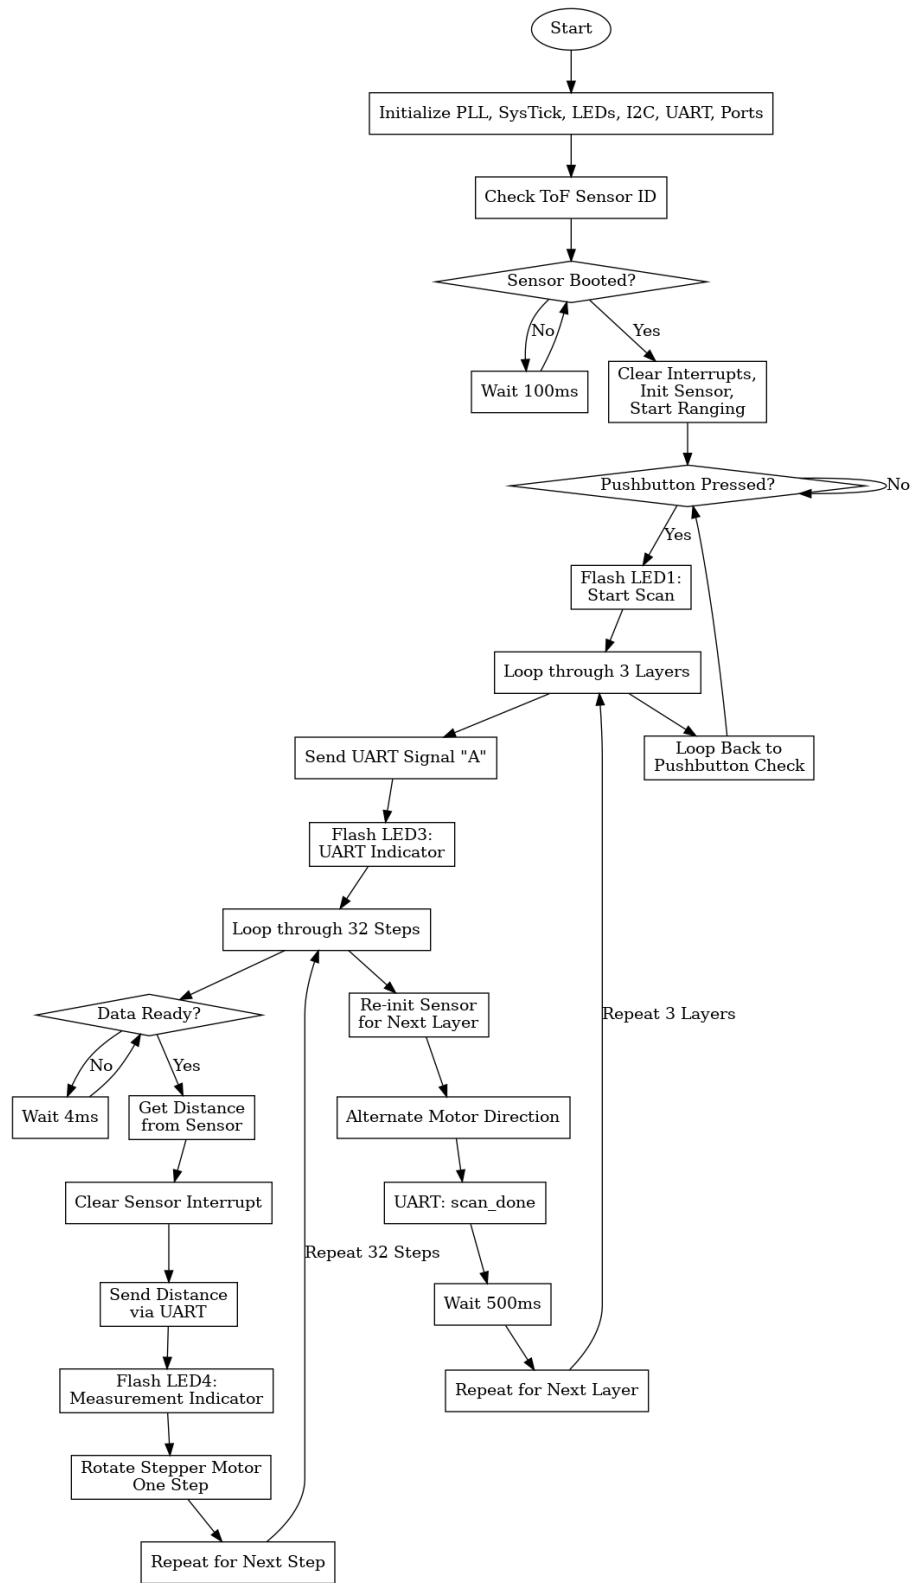 Start
Initialize PLL, SysTick, LEDs, I2C, UART, Ports
Check ToF Sensor ID
Sensor Booted?
No
Yes
Wait 100ms
Clear Interrupts,
Init Sensor,
Start Ranging
Pushbutton Pressed?
No
Yes
Flash LED1:
Start Scan
Loop through 3 Layers
Send UART Signal "A"
Loop Back to
Pushbutton Check
Flash LED3:
UART Indicator
Loop through 32 Steps
Data Ready?
Re-init Sensor
for Next Layer
Repeat 3 Layers
No
Yes
Wait 4ms
Get Distance
from Sensor
Alternate Motor Direction
Clear Sensor Interrupt
UART: scan_done
Repeat 32 Steps
Send Distance
via UART
Wait 500ms
Flash LED4:
Measurement Indicator
Repeat for Next Layer
Rotate Stepper Motor
One Step
Repeat for Next Step